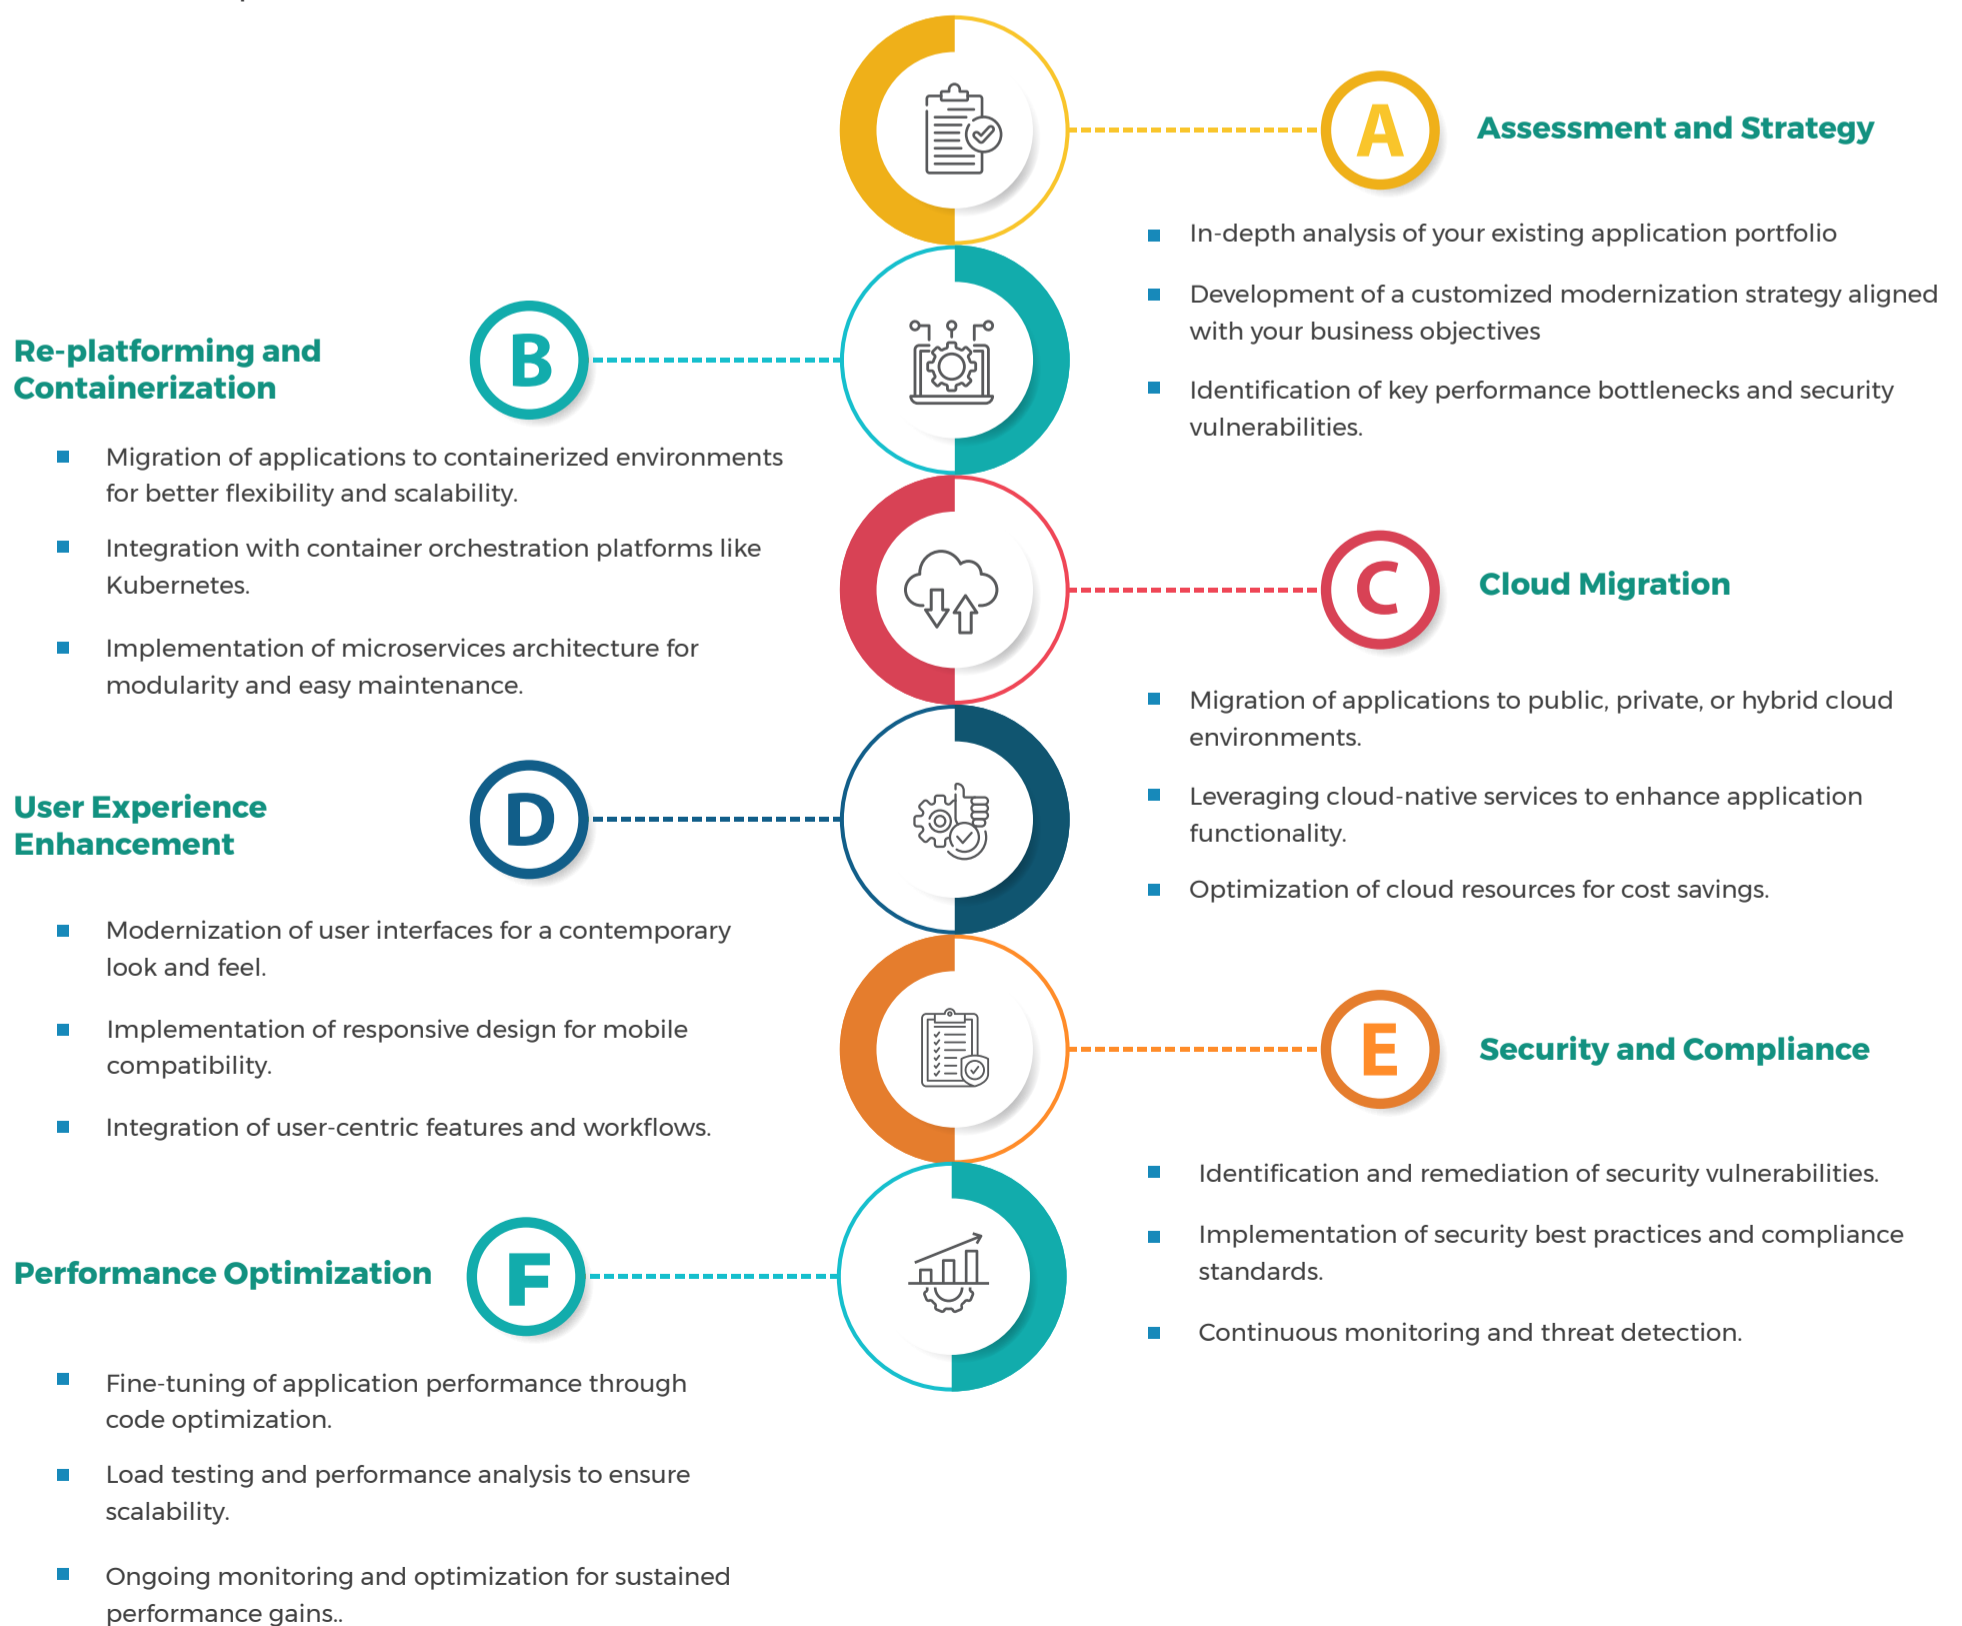 A
Assessment and Strategy
In-depth analysis of your existing application portfolio
Development of a customized modernization strategy aligned
with your business objectives
Identification of key performance bottlenecks and security
vulnerabilities.
B
Re-platforming and
Containerization
Migration of applications to containerized environments
for better flexibility and scalability.
Integration with container orchestration platforms like
Kubernetes.
Implementation of microservices architecture for
modularity and easy maintenance.
C
Cloud Migration
Migration of applications to public, private, or hybrid cloud
environments.
Leveraging cloud-native services to enhance application
functionality.
Optimization of cloud resources for cost savings.
D
User Experience
Enhancement
Modernization of user interfaces for a contemporary
look and feel.
Implementation of responsive design for mobile
compatibility.
Integration of user-centric features and workflows.
E
Security and Compliance
Identification and remediation of security vulnerabilities.
Implementation of security best practices and compliance
standards.
Continuous monitoring and threat detection.
F
Performance Optimization
Fine-tuning of application performance through
code optimization.
Load testing and performance analysis to ensure
scalability.
Ongoing monitoring and optimization for sustained
performance gains..